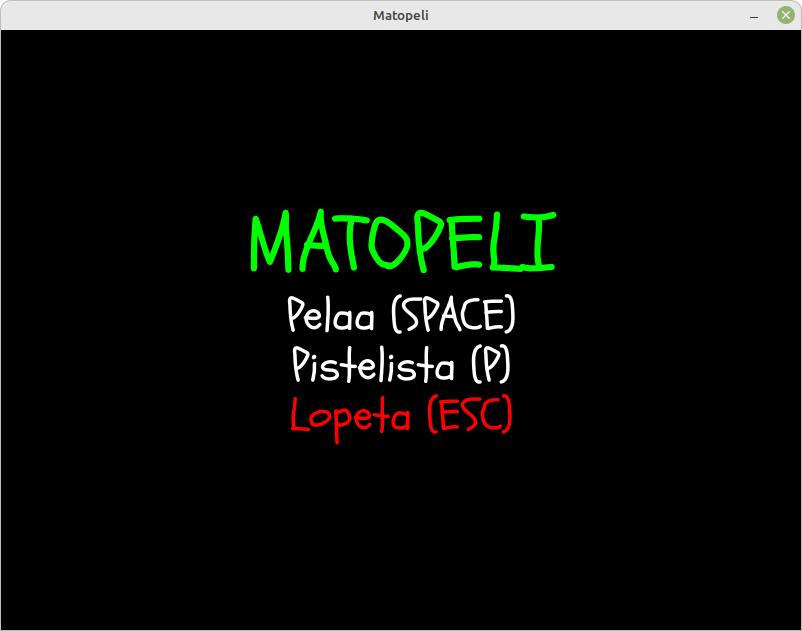 Matopeli
MATOPELI
Pelaa (SPACE)
Pistelista (P)
Lopeta (ESC)